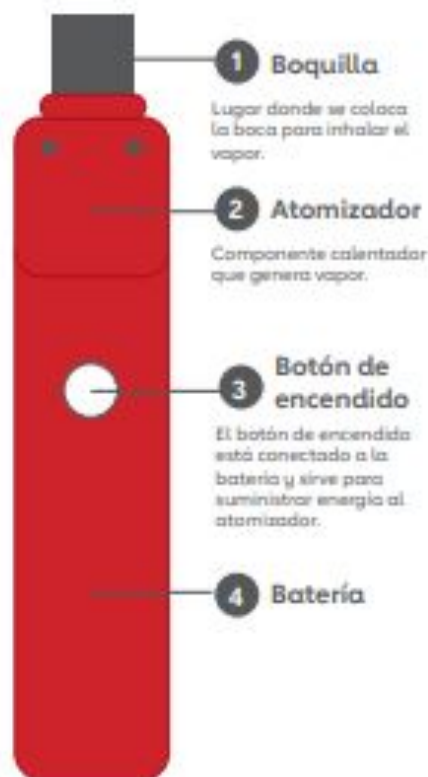 1 Boquilla
Lugar donde se coloca
la boca para inhalar el
vapor.
2 Atomizador
Componente calentador
que genera vapor.
3 Botón de
encendido
El botón de encendido
está conectado a la
batería y sirve para
suministrar energía al
atomizador.
4 Batería